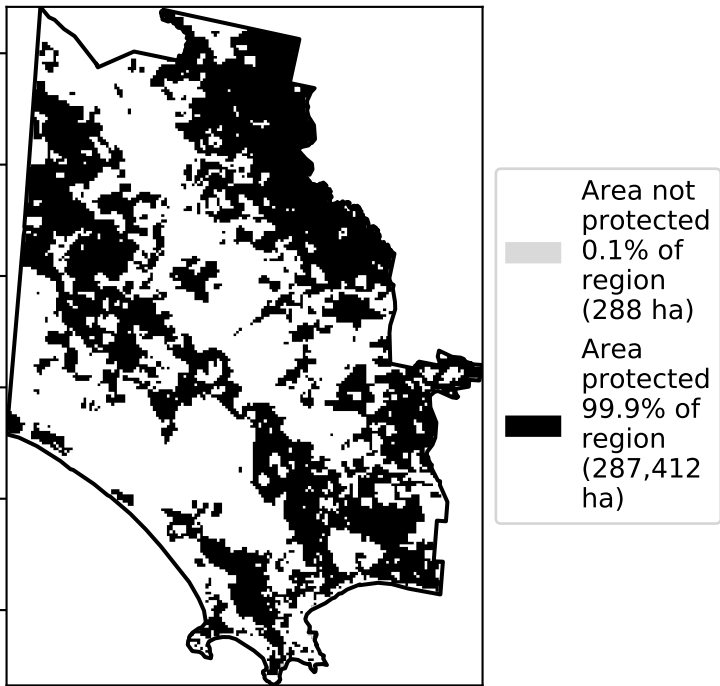 Area not
protected
0.1% of
region
(288 ha)
Area
protected
99.9% of
region
(287,412
ha)